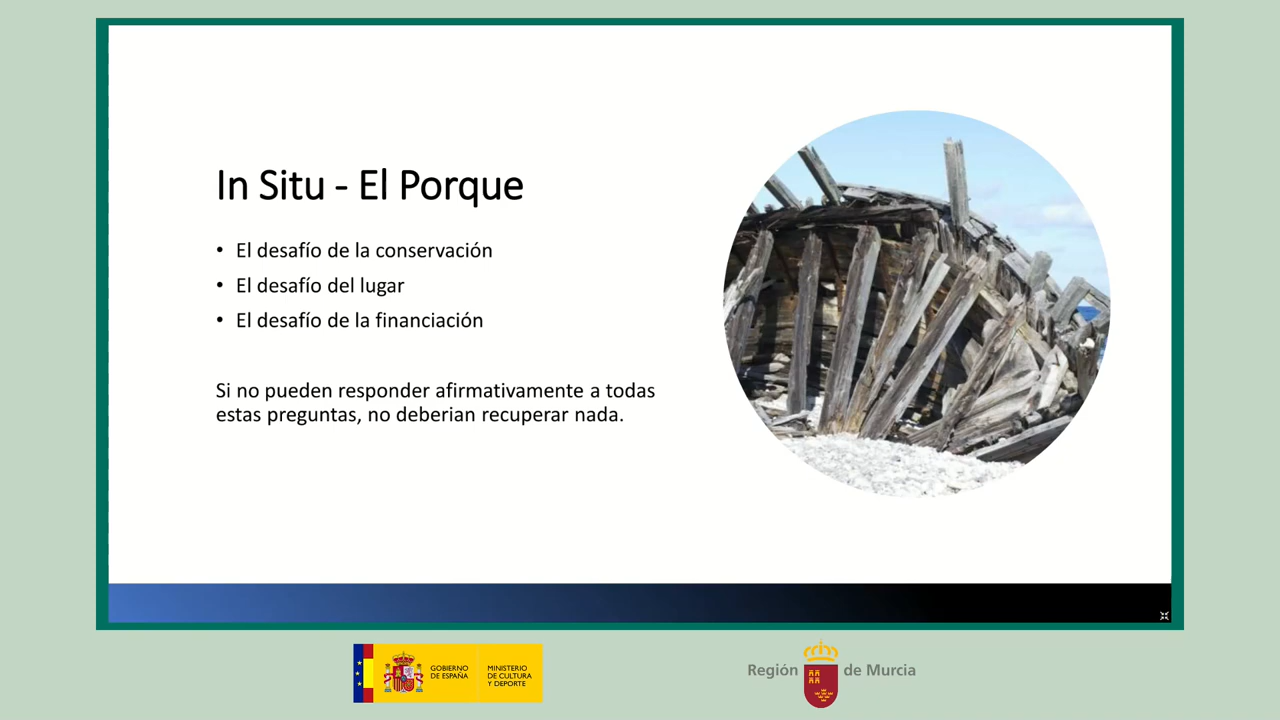 In Situ - El Porque
• El desafío de la conservación
• El desafío del lugar
• El desafío de la financiación
Si no pueden responder afirmativamente a todas
estas preguntas, no deberian recuperar nada.
GOBIERNO
DE ESPAÑA
MINISTERIO
DE CULTURA
Y DEPORTE
Región de Murcia